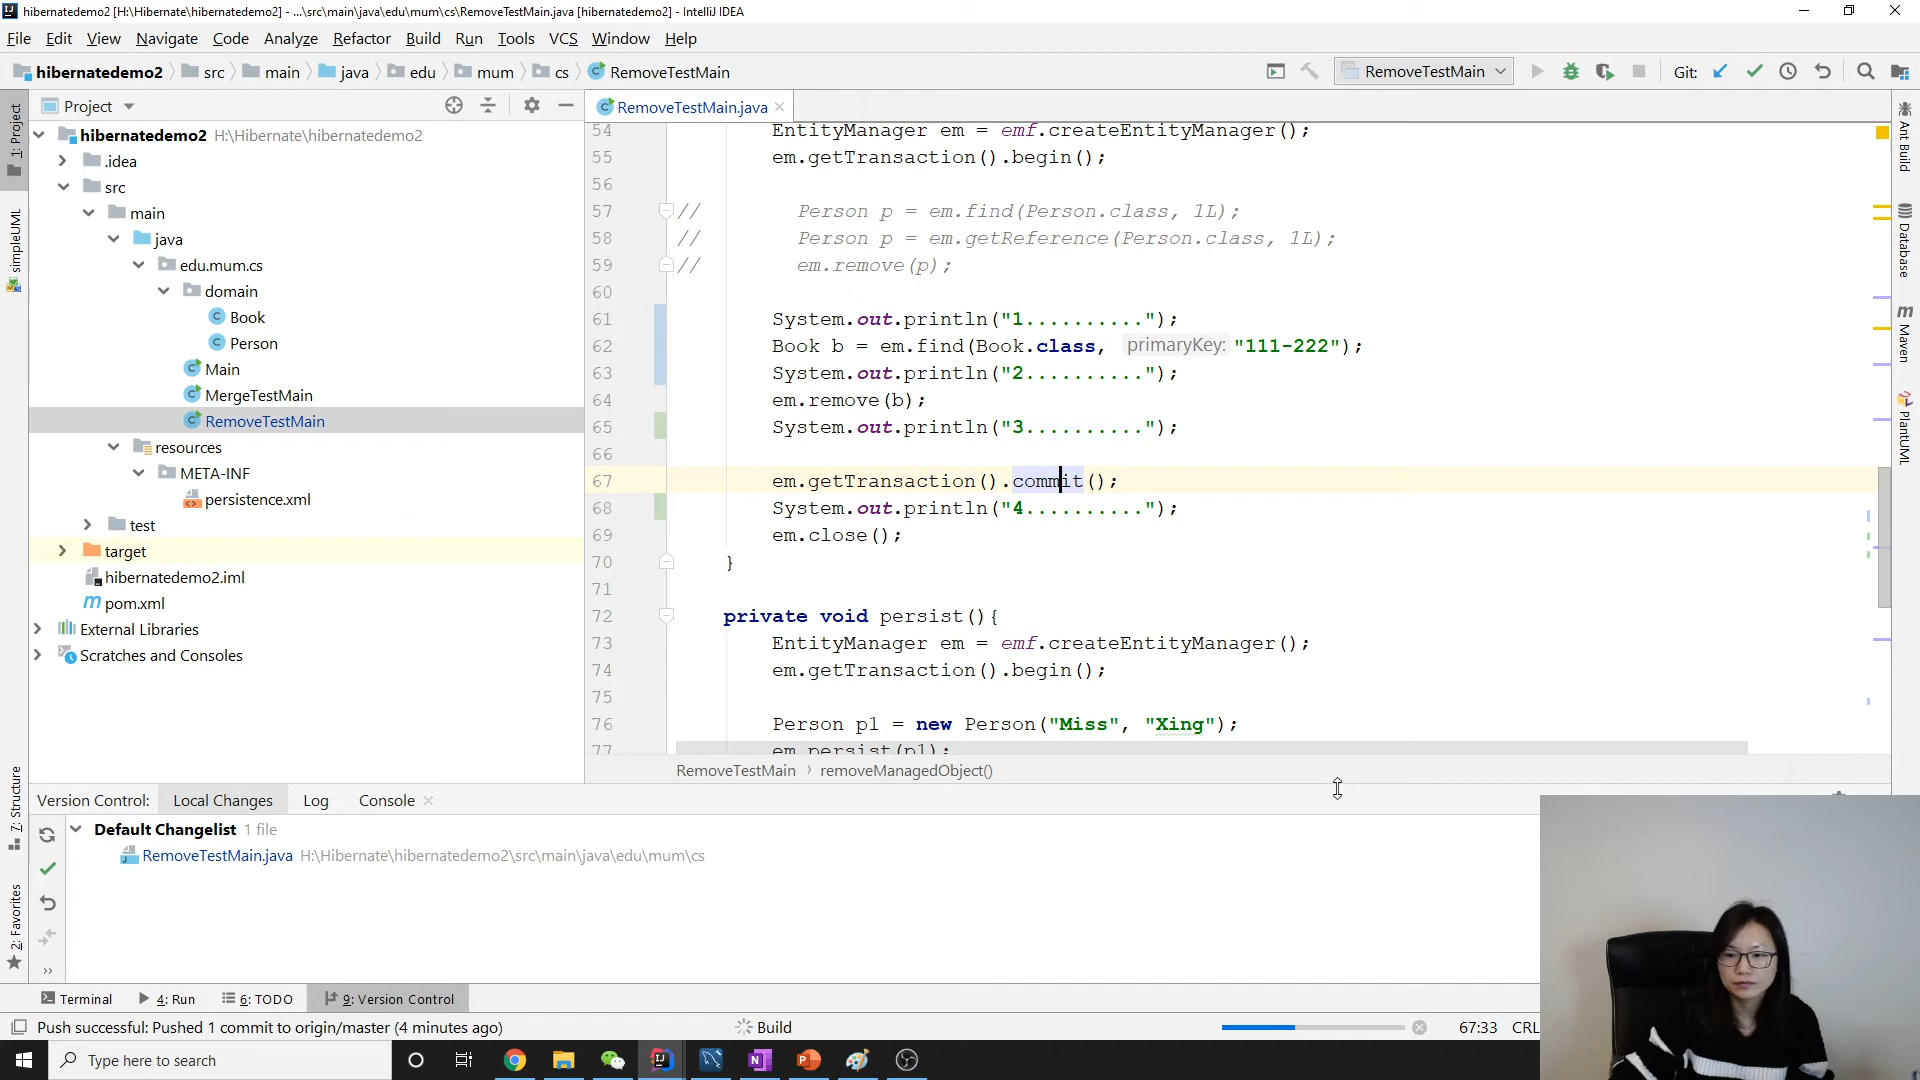 hibernatedemo2 [H:\Hibernate\hibernatedemo2] - ...\src\main\java\edu\mum\cs\RemoveTestMain.java [hibernatedemo2] - IntelliJ IDEA
File Edit View Navigate Code Analyze Refactor Build Run Tools VCS Window Help
hibernatedemo2 src main java edu mum cs RemoveTestMain RemoveTestMain Git:
Project
RemoveTestMain.java
1: Project
simpleUML
7: Structure
2: Favorites
hibernatedemo2 H:\Hibernate\hibernatedemo2
.idea
src
main
java
edu.mum.cs
domain
Book
Person
Main
MergeTestMain
RemoveTestMain
resources
META-INF
persistence.xml
test
target
hibernatedemo2.iml
pom.xml
External Libraries
Scratches and Consoles
54 EntityManager em = emf.createEntityManager();
55 em.getTransaction().begin();
56
57 // Person p = em.find(Person.class, 1L);
58 // Person p = em.getReference(Person.class, 1L);
59 // em.remove(p);
60
61 System.out.println("1..........");
62 Book b = em.find(Book.class, primaryKey: "111-222");
63 System.out.println("2..........");
64 em.remove(b);
65 System.out.println("3..........");
66
67 em.getTransaction().commit();
68 System.out.println("4..........");
69 em.close();
70 }
71
72 private void persist(){
73 EntityManager em = emf.createEntityManager();
74 em.getTransaction().begin();
75
76 Person p1 = new Person("Miss", "Xing");
77 em.persist(p1);
RemoveTestMain › removeManagedObject()
Ant Build
Database
Maven
PlantUML
Version Control: Local Changes Log Console
Default Changelist 1 file
RemoveTestMain.java H:\Hibernate\hibernatedemo2\src\main\java\edu\mum\cs
Terminal 4: Run 6: TODO 9: Version Control
Push successful: Pushed 1 commit to origin/master (4 minutes ago) Build 67:33 CRL
Type here to search